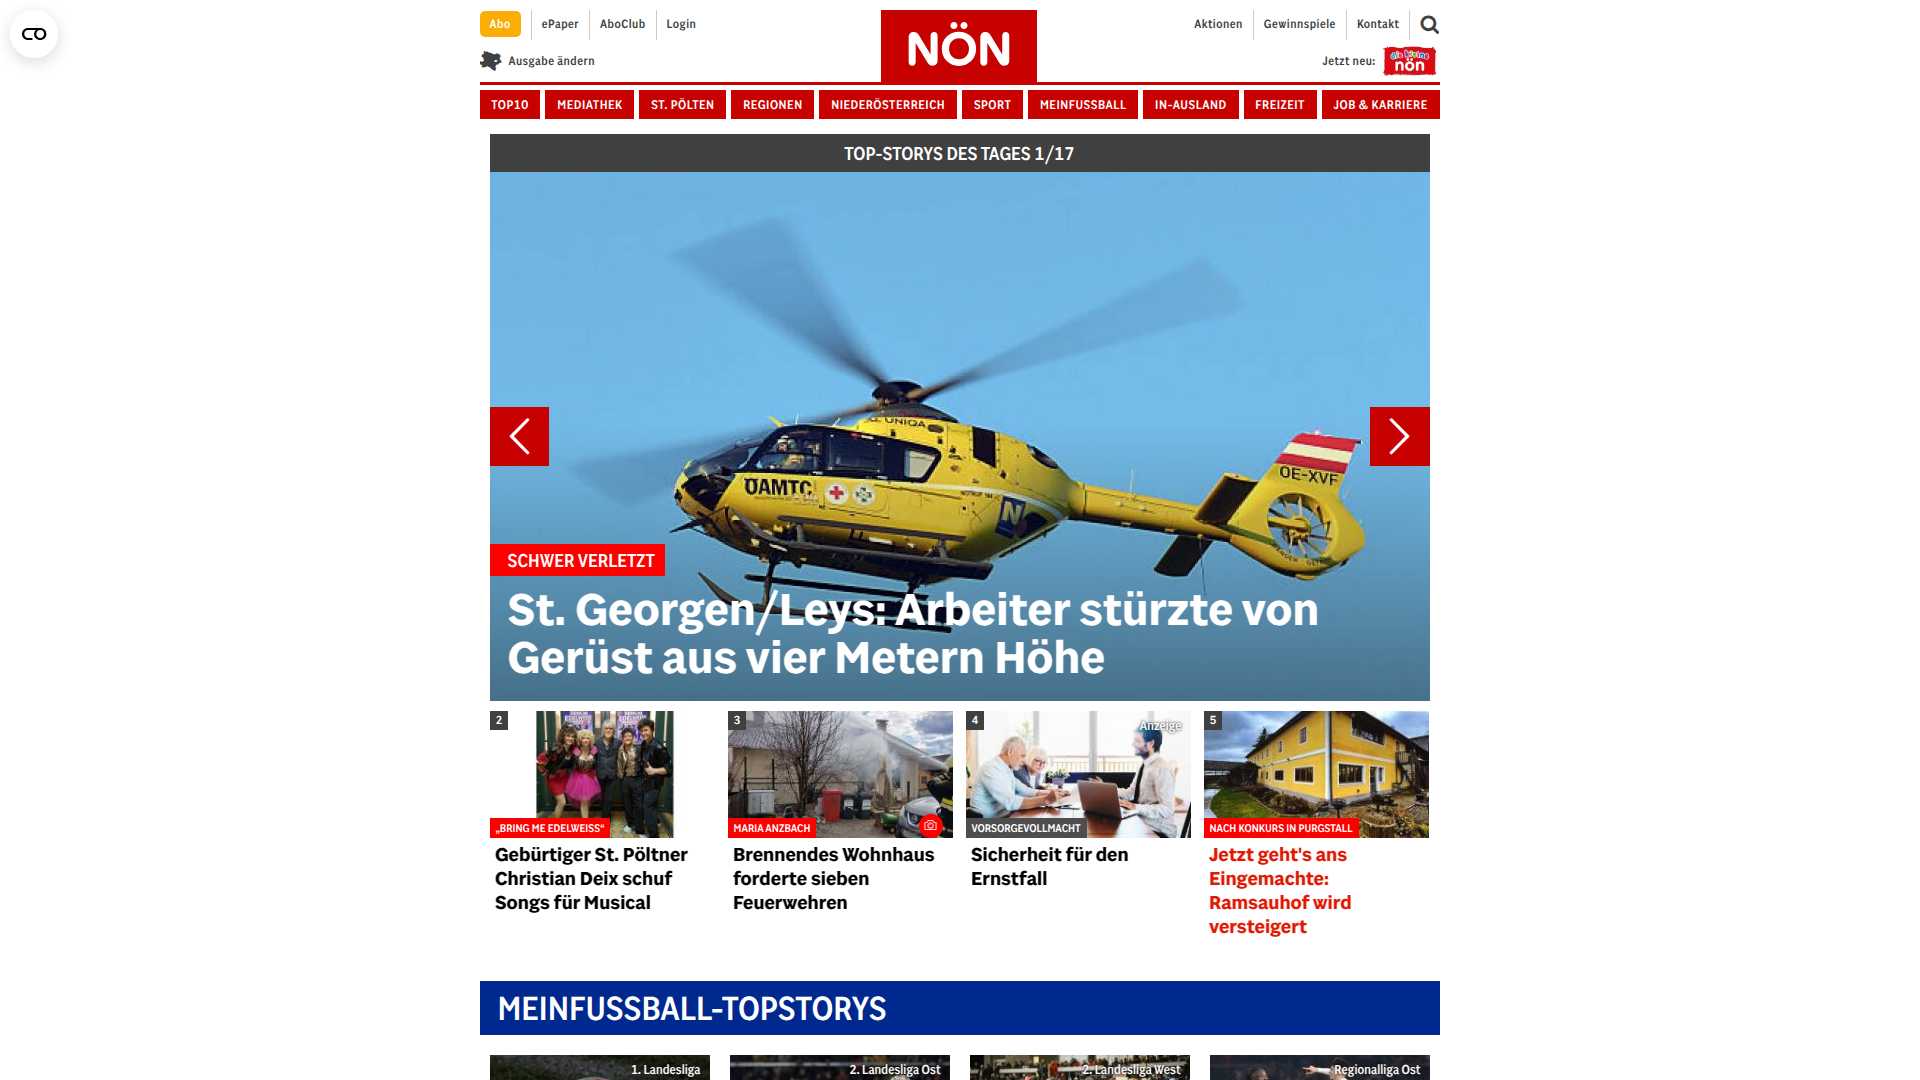 Abo
ePaper
AboClub
Login
Ausgabe ändern
NÖN
Aktionen
Gewinnspiele
Kontakt
Jetzt neu:
die kleine
nön
TOP10
MEDIATHEK
ST. PÖLTEN
REGIONEN
NIEDERÖSTERREICH
SPORT
MEINFUSSBALL
IN-AUSLAND
FREIZEIT
JOB & KARRIERE
TOP-STORYS DES TAGES 1/17
UNIQA
OE-XVF
ÖAMTC
N
SCHWER VERLETZT
St. Georgen/Leys: Arbeiter stürzte von
Gerüst aus vier Metern Höhe
2
„BRING ME EDELWEISS“
Gebürtiger St. Pöltner
Christian Deix schuf
Songs für Musical
3
MARIA ANZBACH
Brennendes Wohnhaus
forderte sieben
Feuerwehren
4
Anzeige
VORSORGEVOLLMACHT
Sicherheit für den
Ernstfall
5
NACH KONKURS IN PURGSTALL
Jetzt geht's ans
Eingemachte:
Ramsauhof wird
versteigert
MEINFUSSBALL-TOPSTORYS
1. Landesliga
2. Landesliga Ost
2. Landesliga West
Regionalliga Ost